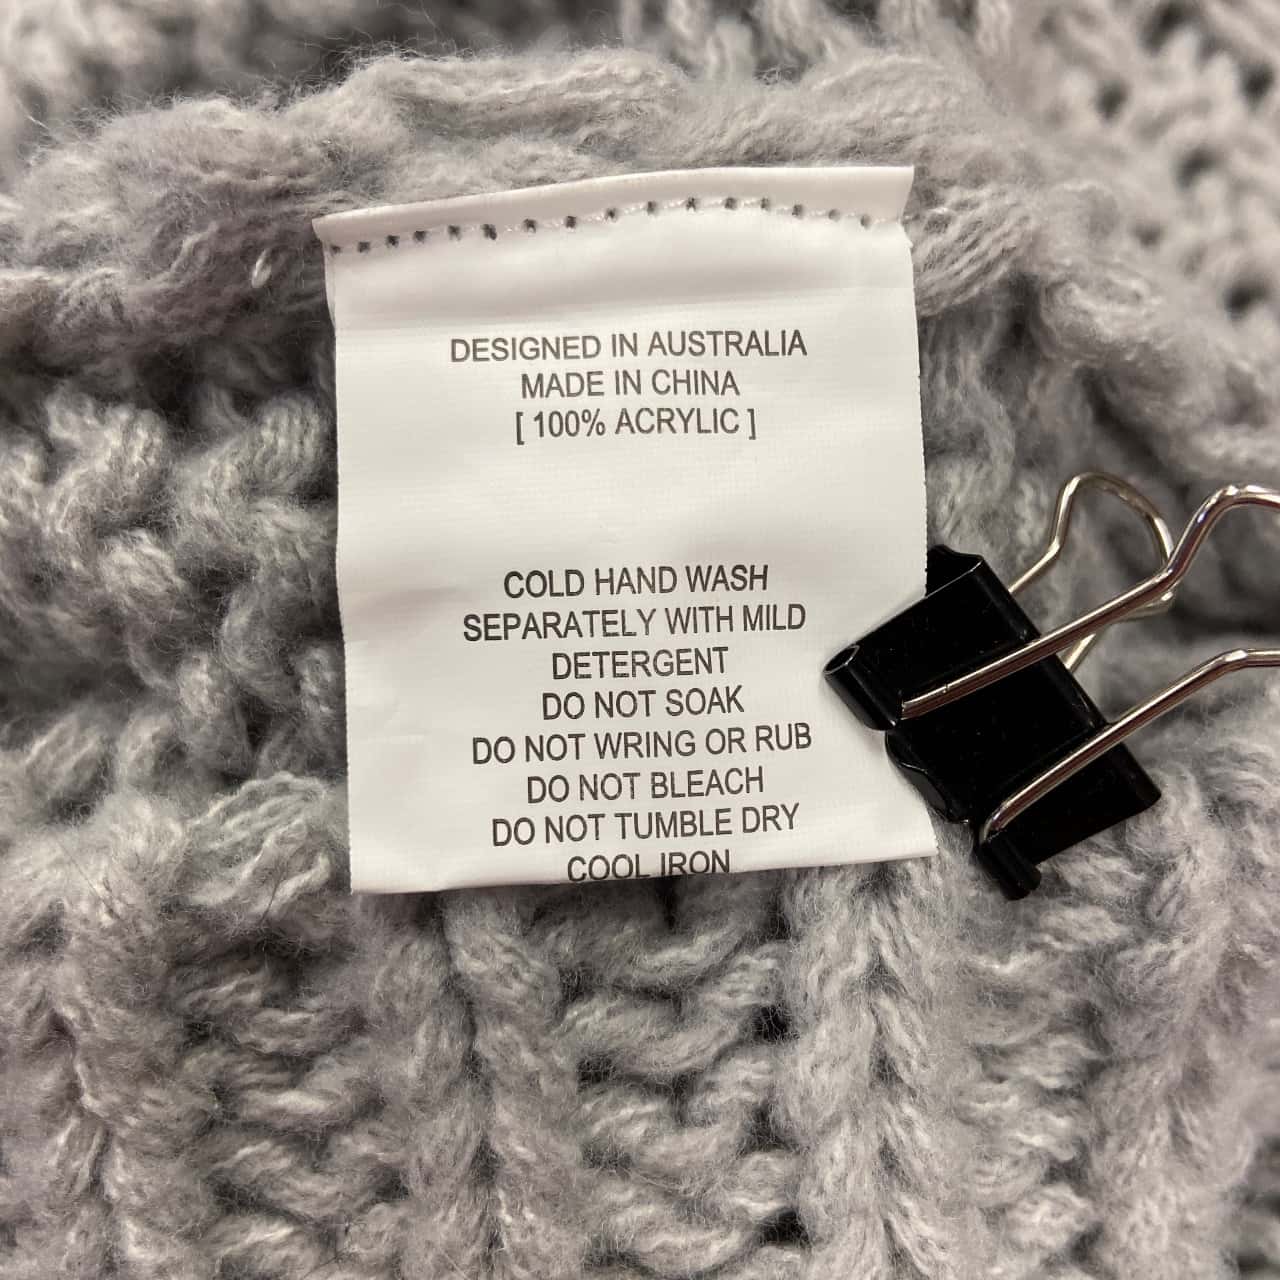 DESIGNED IN AUSTRALIA
MADE IN CHINA
[ 100% ACRYLIC ]
COLD HAND WASH
SEPARATELY WITH MILD
DETERGENT
DO NOT SOAK
DO NOT WRING OR RUB
DO NOT BLEACH
DO NOT TUMBLE DRY
COOL IRON